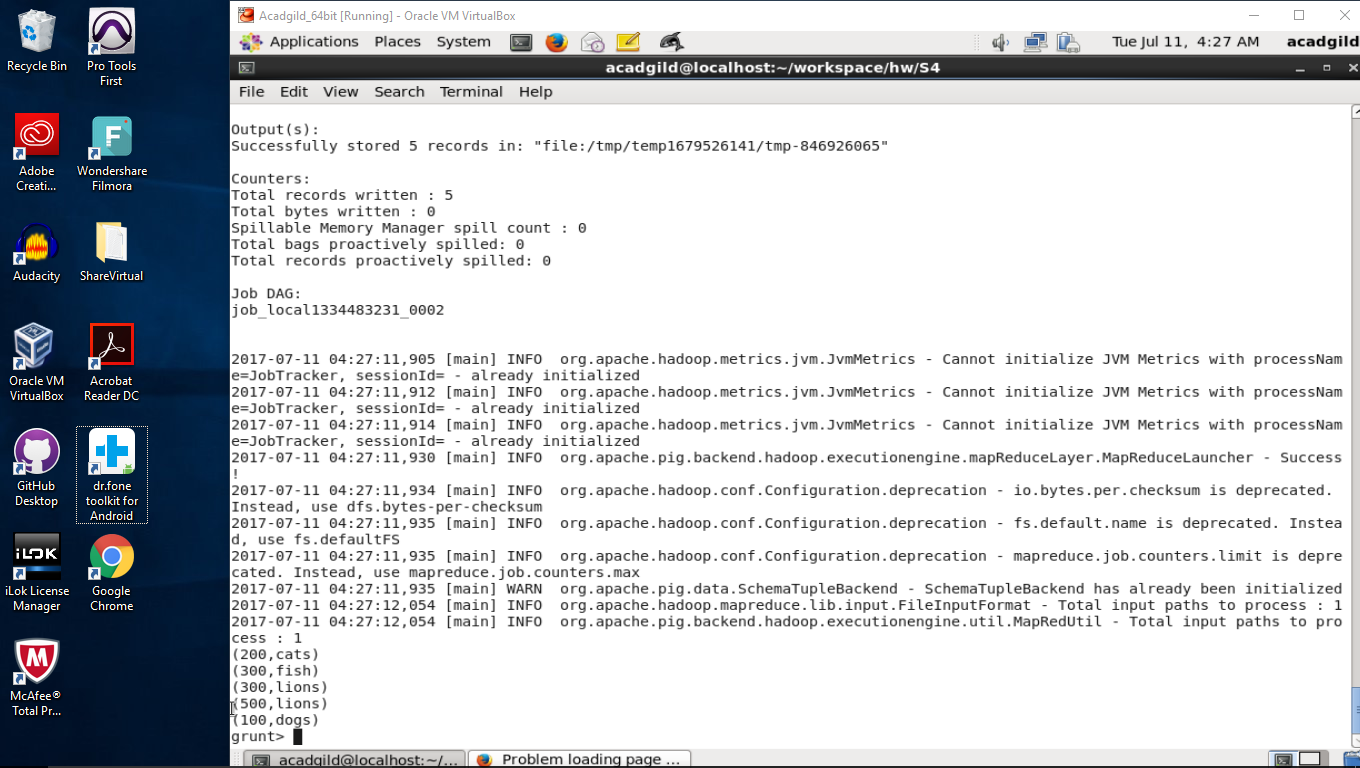 Acadgild_64bit [Running] - Oracle VM VirtualBox
Applications Places System
Tue Jul 11, 4:27 AM acadgild
acadgild@localhost:~/workspace/hw/S4
File Edit View Search Terminal Help
Recycle Bin
Pro Tools
First
Adobe
Creati...
Wondershare
Filmora
Audacity
ShareVirtual
Oracle VM
VirtualBox
Acrobat
Reader DC
GitHub
Desktop
dr.fone
toolkit for
Android
iLOK
iLok License
Manager
Google
Chrome
McAfee®
Total Pr...
Output(s):
Successfully stored 5 records in: "file:/tmp/temp1679526141/tmp-846926065"
Counters:
Total records written : 5
Total bytes written : 0
Spillable Memory Manager spill count : 0
Total bags proactively spilled: 0
Total records proactively spilled: 0
Job DAG:
job_local1334483231_0002
2017-07-11 04:27:11,905 [main] INFO  org.apache.hadoop.metrics.jvm.JvmMetrics - Cannot initialize JVM Metrics with processNam
e=JobTracker, sessionId= - already initialized
2017-07-11 04:27:11,912 [main] INFO  org.apache.hadoop.metrics.jvm.JvmMetrics - Cannot initialize JVM Metrics with processNam
e=JobTracker, sessionId= - already initialized
2017-07-11 04:27:11,914 [main] INFO  org.apache.hadoop.metrics.jvm.JvmMetrics - Cannot initialize JVM Metrics with processNam
e=JobTracker, sessionId= - already initialized
2017-07-11 04:27:11,930 [main] INFO  org.apache.pig.backend.hadoop.executionengine.mapReduceLayer.MapReduceLauncher - Success
!
2017-07-11 04:27:11,934 [main] INFO  org.apache.hadoop.conf.Configuration.deprecation - io.bytes.per.checksum is deprecated.
Instead, use dfs.bytes-per-checksum
2017-07-11 04:27:11,935 [main] INFO  org.apache.hadoop.conf.Configuration.deprecation - fs.default.name is deprecated. Instea
d, use fs.defaultFS
2017-07-11 04:27:11,935 [main] INFO  org.apache.hadoop.conf.Configuration.deprecation - mapreduce.job.counters.limit is depre
cated. Instead, use mapreduce.job.counters.max
2017-07-11 04:27:11,935 [main] WARN  org.apache.pig.data.SchemaTupleBackend - SchemaTupleBackend has already been initialized
2017-07-11 04:27:12,054 [main] INFO  org.apache.hadoop.mapreduce.lib.input.FileInputFormat - Total input paths to process : 1
2017-07-11 04:27:12,054 [main] INFO  org.apache.pig.backend.hadoop.executionengine.util.MapRedUtil - Total input paths to pro
cess : 1
(200,cats)
(300,fish)
(300,lions)
(500,lions)
(100,dogs)
grunt>
acadgild@localhost:~/...
Problem loading page ...